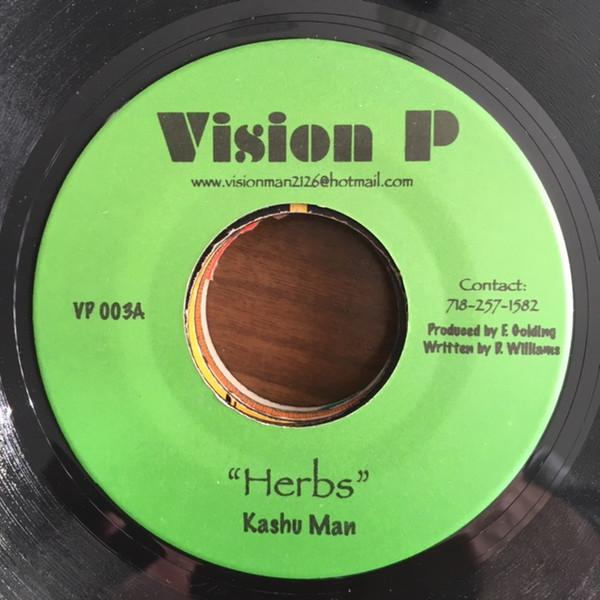 Vision P
www.visionman2126@hotmail.com
VP 003A
Contact:
718-257-1582
Produced by F. Golding
Written by D. Williams
"Herbs"
Kashu Man